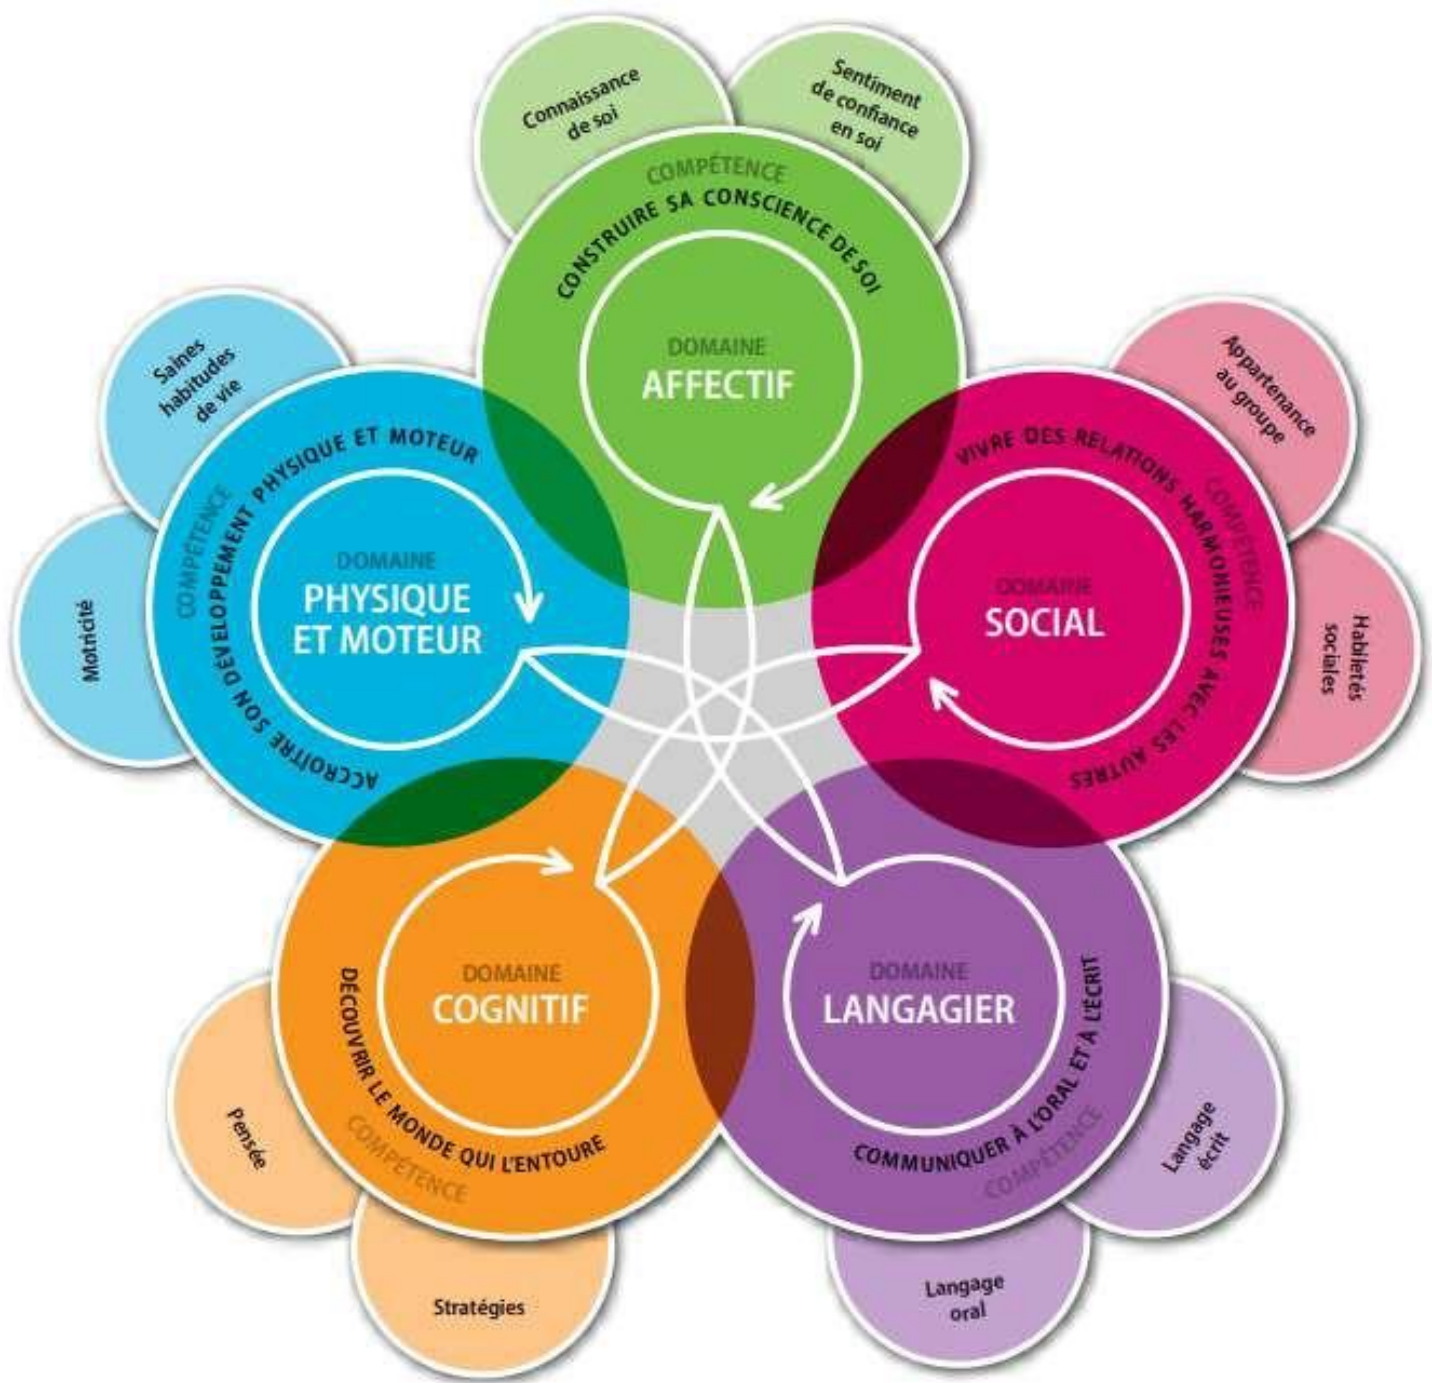 Connaissance
de soi
Sentiment
de confiance
en soi
COMPÉTENCE
CONSTRUIRE SA CONSCIENCE DE SOI
DOMAINE
AFFECTIF
Appartenance
au groupe
Habiletés
sociales
COMPÉTENCE
VIVRE DES RELATIONS HARMONIEUSES AVEC LES AUTRES
DOMAINE
SOCIAL
Langage
écrit
Langage
oral
COMPÉTENCE
COMMUNIQUER À L'ORAL ET À L'ÉCRIT
DOMAINE
LANGAGIER
Stratégies
Pensée
COMPÉTENCE
DÉCOUVRIR LE MONDE QUI L'ENTOURE
DOMAINE
COGNITIF
Motricité
Saines
habitudes
de vie
COMPÉTENCE
ACCROÎTRE SON DÉVELOPPEMENT PHYSIQUE ET MOTEUR
DOMAINE
PHYSIQUE
ET MOTEUR